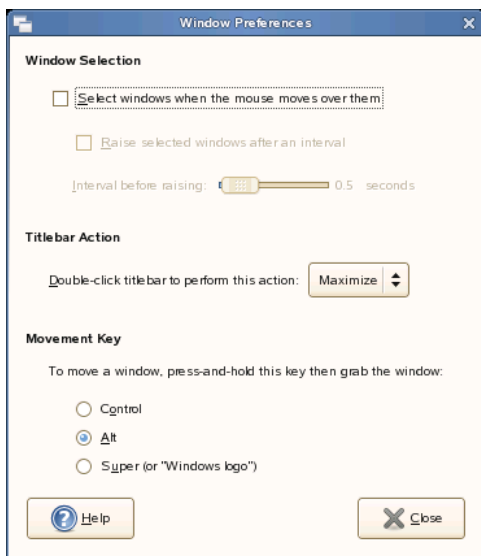 Window Preferences
Window Selection
Select windows when the mouse moves over them
Raise selected windows after an interval
Interval before raising: 0.5 seconds
Titlebar Action
Double-click titlebar to perform this action: Maximize
Movement Key
To move a window, press-and-hold this key then grab the window:
Control
Alt
Super (or "Windows logo")
Help Close